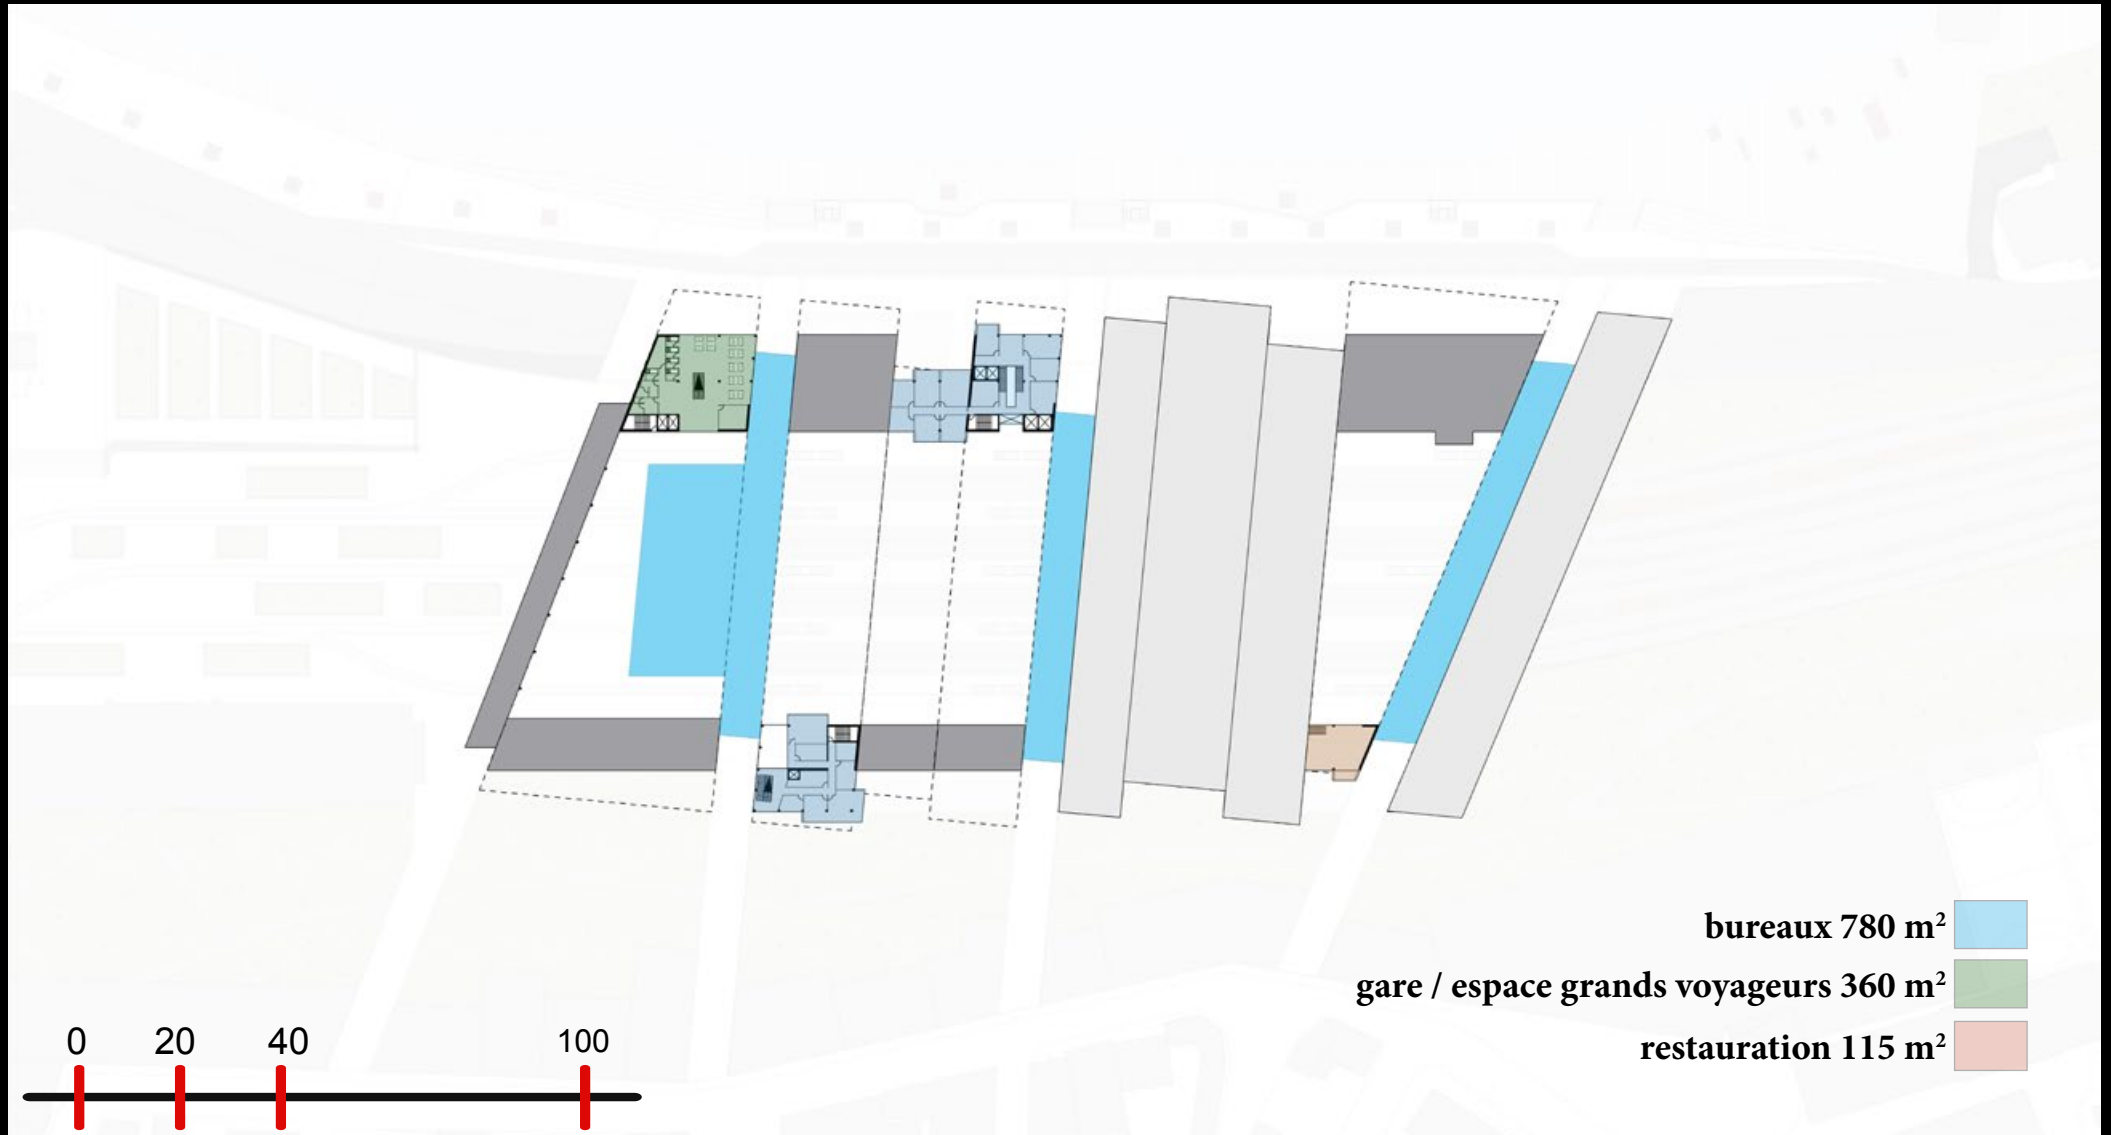 bureaux 780 m²
gare / espace grands voyageurs 360 m²
restauration 115 m²
0 20 40 100